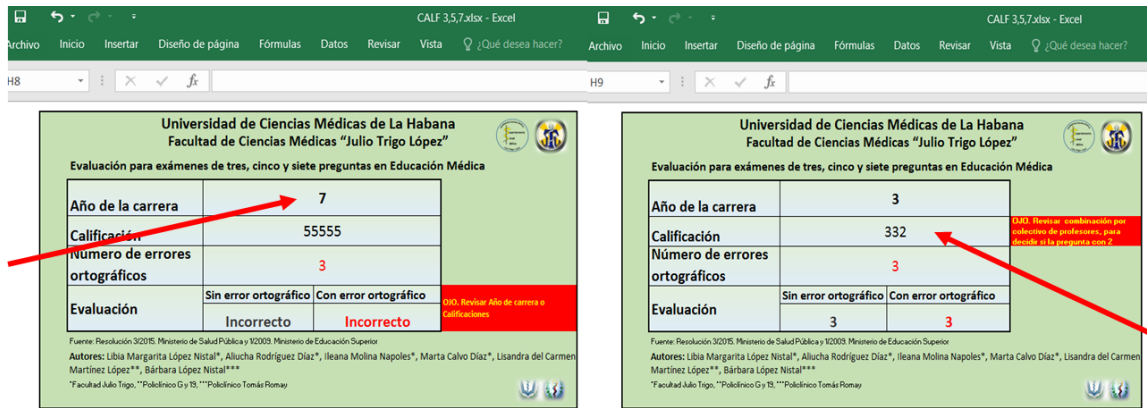 CALF 3,5,7.xlsx - Excel
Archivo Inicio Insertar Diseño de página Fórmulas Datos Revisar Vista ¿Qué desea hacer?
H8 fx
Universidad de Ciencias Médicas de La Habana
Facultad de Ciencias Médicas “Julio Trigo López”
Evaluación para exámenes de tres, cinco y siete preguntas en Educación Médica
Año de la carrera 7
Calificación 55555
Número de errores
ortográficos 3
Evaluación
Sin error ortográfico Con error ortográfico
Incorrecto Incorrecto
OJO. Revisar Año de carrera o
Calificaciones
Fuente: Resolución 3/2015. Ministerio de Salud Pública y 1/2009. Ministerio de Educación Superior
Autores: Libia Margarita López Nistal*, Aliucha Rodríguez Díaz*, Ileana Molina Napoles*, Marta Calvo Díaz*, Lisandra del Carmen
Martínez López**, Bárbara López Nistal***
*Facultad Julio Trigo, **Policlínico G y 19, ***Policlínico Tomás Romay
CALF 3,5,7.xlsx - Excel
Archivo Inicio Insertar Diseño de página Fórmulas Datos Revisar Vista ¿Qué desea hacer?
H9 fx
Universidad de Ciencias Médicas de La Habana
Facultad de Ciencias Médicas “Julio Trigo López”
Evaluación para exámenes de tres, cinco y siete preguntas en Educación Médica
Año de la carrera 3
Calificación 332
OJO. Revisar combinación por
colectivo de profesores, para
decidir si la pregunta con 2
Número de errores
ortográficos 3
Evaluación
Sin error ortográfico Con error ortográfico
3 3
Fuente: Resolución 3/2015. Ministerio de Salud Pública y 1/2009. Ministerio de Educación Superior
Autores: Libia Margarita López Nistal*, Aliucha Rodríguez Díaz*, Ileana Molina Napoles*, Marta Calvo Díaz*, Lisandra del Carmen
Martínez López**, Bárbara López Nistal***
*Facultad Julio Trigo, **Policlínico G y 19, ***Policlínico Tomás Romay